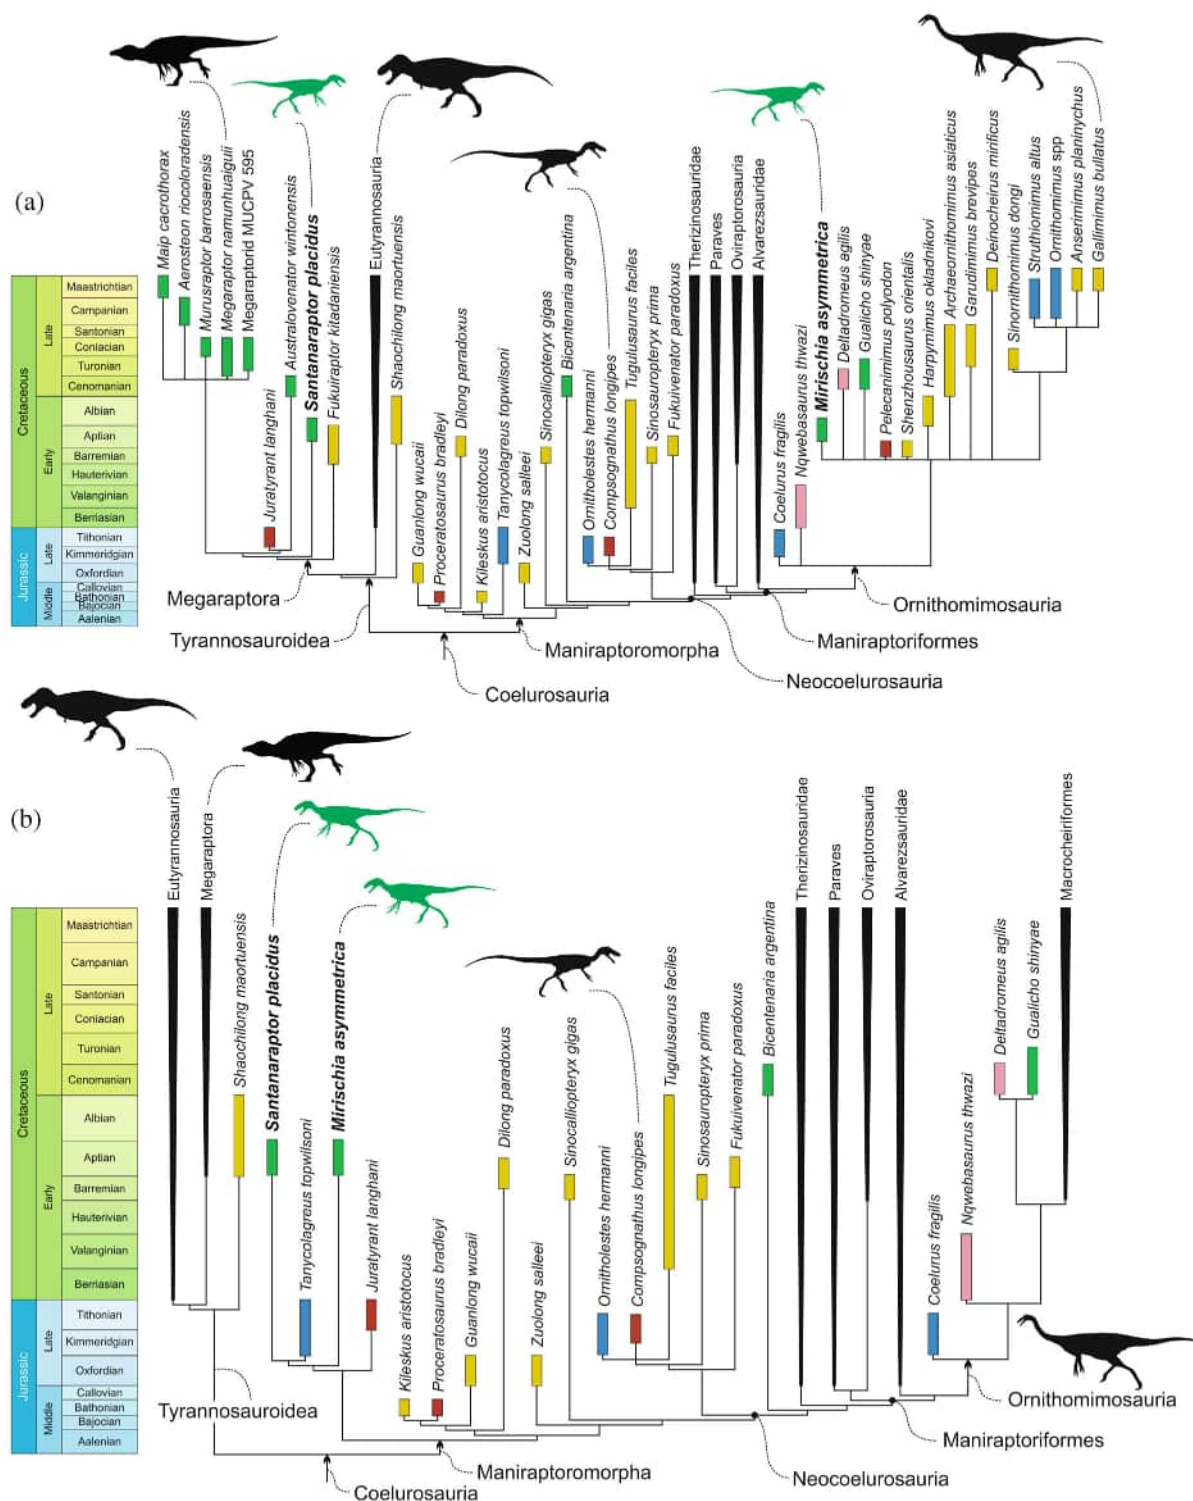 (a)
Maip cacrothorax
Aerosteon riocoloradensis
Murusraptor barrosaensis
Megaraptor namunhuaiguii
Megaraptorid MUCPV 595
Juratyrant langhani
Australovenator wintonensis
Santanaraptor placidus
Fukuiraptor kitadaniensis
Eutyrannosauria
Shaochilong maortuensis
Guanlong wucaii
Proceratosaurus bradleyi
Dilong paradoxus
Kileskus aristotocus
Tanycolagreus topwilsoni
Zuolong salleei
Sinocalliopteryx gigas
Bicentenaria argentina
Ornitholestes hermanni
Compsognathus longipes
Tugulusaurus faciles
Sinosauropteryx prima
Fukuivenator paradoxus
Therizinosauridae
Paraves
Oviraptorosauria
Alvarezsauridae
Coelurus fragilis
Nqwebasaurus thwazi
Mirischia asymmetrica
Deltadromeus agilis
Gualicho shinyae
Pelecanimimus polyodon
Shenzhousaurus orientalis
Harpymimus okladnikovi
Archaeornithomimus asiaticus
Garudimimus brevipes
Deinocheirus mirificus
Sinornithomimus dongi
Struthiomimus altus
Ornithomimus spp
Anserimimus planinychus
Gallimimus bullatus
Cretaceous
Late
Maastrichtian
Campanian
Santonian
Coniacian
Turonian
Cenomanian
Early
Albian
Aptian
Barremian
Hauterivian
Valanginian
Berriasian
Jurassic
Late
Tithonian
Kimmeridgian
Oxfordian
Middle
Callovian
Bathonian
Bajocian
Aalenian
Megaraptora
Tyrannosauroidea
Coelurosauria
Maniraptoromorpha
Neocoelurosauria
Maniraptoriformes
Ornithomimosauria
(b)
Eutyrannosauria
Megaraptora
Shaochilong maortuensis
Santanaraptor placidus
Tanycolagreus topwilsoni
Mirischia asymmetrica
Juratyrant langhani
Kileskus aristotocus
Proceratosaurus bradleyi
Guanlong wucaii
Dilong paradoxus
Zuolong salleei
Sinocalliopteryx gigas
Ornitholestes hermanni
Compsognathus longipes
Tugulusaurus faciles
Sinosauropteryx prima
Fukuivenator paradoxus
Bicentenaria argentina
Therizinosauridae
Paraves
Oviraptorosauria
Alvarezsauridae
Coelurus fragilis
Nqwebasaurus thwazi
Deltadromeus agilis
Gualicho shinyae
Macrocheiriformes
Cretaceous
Late
Maastrichtian
Campanian
Santonian
Coniacian
Turonian
Cenomanian
Early
Albian
Aptian
Barremian
Hauterivian
Valanginian
Berriasian
Jurassic
Late
Tithonian
Kimmeridgian
Oxfordian
Middle
Callovian
Bathonian
Bajocian
Aalenian
Tyrannosauroidea
Coelurosauria
Maniraptoromorpha
Neocoelurosauria
Maniraptoriformes
Ornithomimosauria